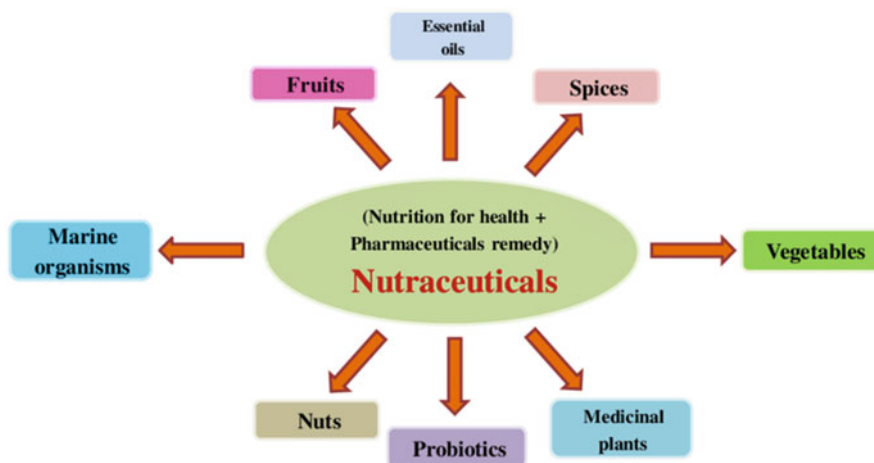 Essential
oils
Fruits
Spices
(Nutrition for health +
Pharmaceuticals remedy)
Nutraceuticals
Marine
organisms
Vegetables
Nuts
Probiotics
Medicinal
plants